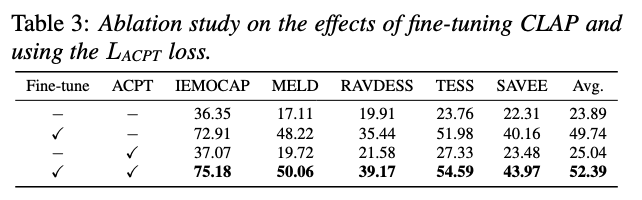 Table 3: Ablation study on the effects of fine-tuning CLAP and
using the L_ACPT loss.
Fine-tune ACPT IEMOCAP MELD RAVDESS TESS SAVEE Avg.
– – 36.35 17.11 19.91 23.76 22.31 23.89
✓ – 72.91 48.22 35.44 51.98 40.16 49.74
– ✓ 37.07 19.72 21.58 27.33 23.48 25.04
✓ ✓ 75.18 50.06 39.17 54.59 43.97 52.39